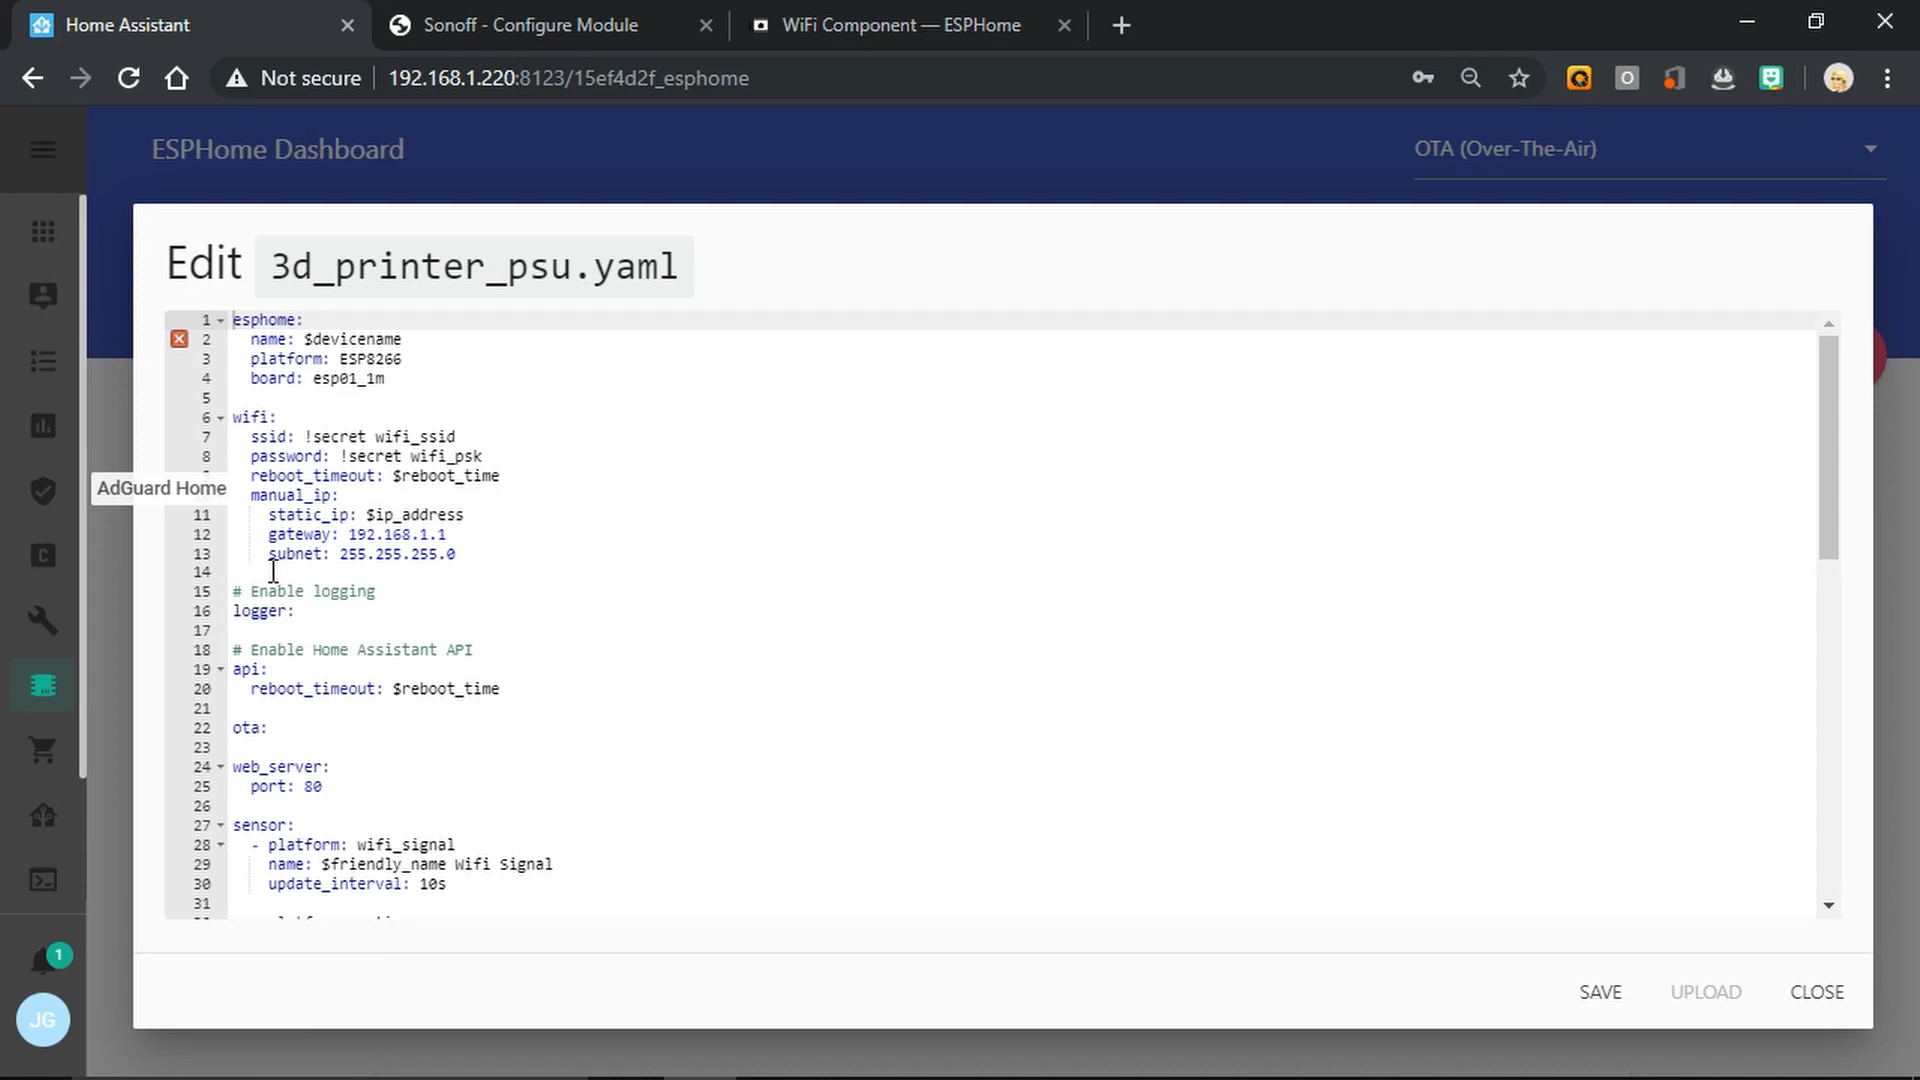 Home Assistant
Sonoff - Configure Module
WiFi Component — ESPHome
Not secure
192.168.1.220:8123/15ef4d2f_esphome
ESPHome Dashboard
OTA (Over-The-Air)
Edit 3d_printer_psu.yaml
1 esphome:
2 name: $devicename
3 platform: ESP8266
4 board: esp01_1m
5
6 wifi:
7 ssid: !secret wifi_ssid
8 password: !secret wifi_psk
reboot_timeout: $reboot_time
AdGuard Home
manual_ip:
11 static_ip: $ip_address
12 gateway: 192.168.1.1
13 subnet: 255.255.255.0
14
15 # Enable logging
16 logger:
17
18 # Enable Home Assistant API
19 api:
20 reboot_timeout: $reboot_time
21
22 ota:
23
24 web_server:
25 port: 80
26
27 sensor:
28 - platform: wifi_signal
29 name: $friendly_name Wifi Signal
30 update_interval: 10s
31
1
JG
SAVE
UPLOAD
CLOSE